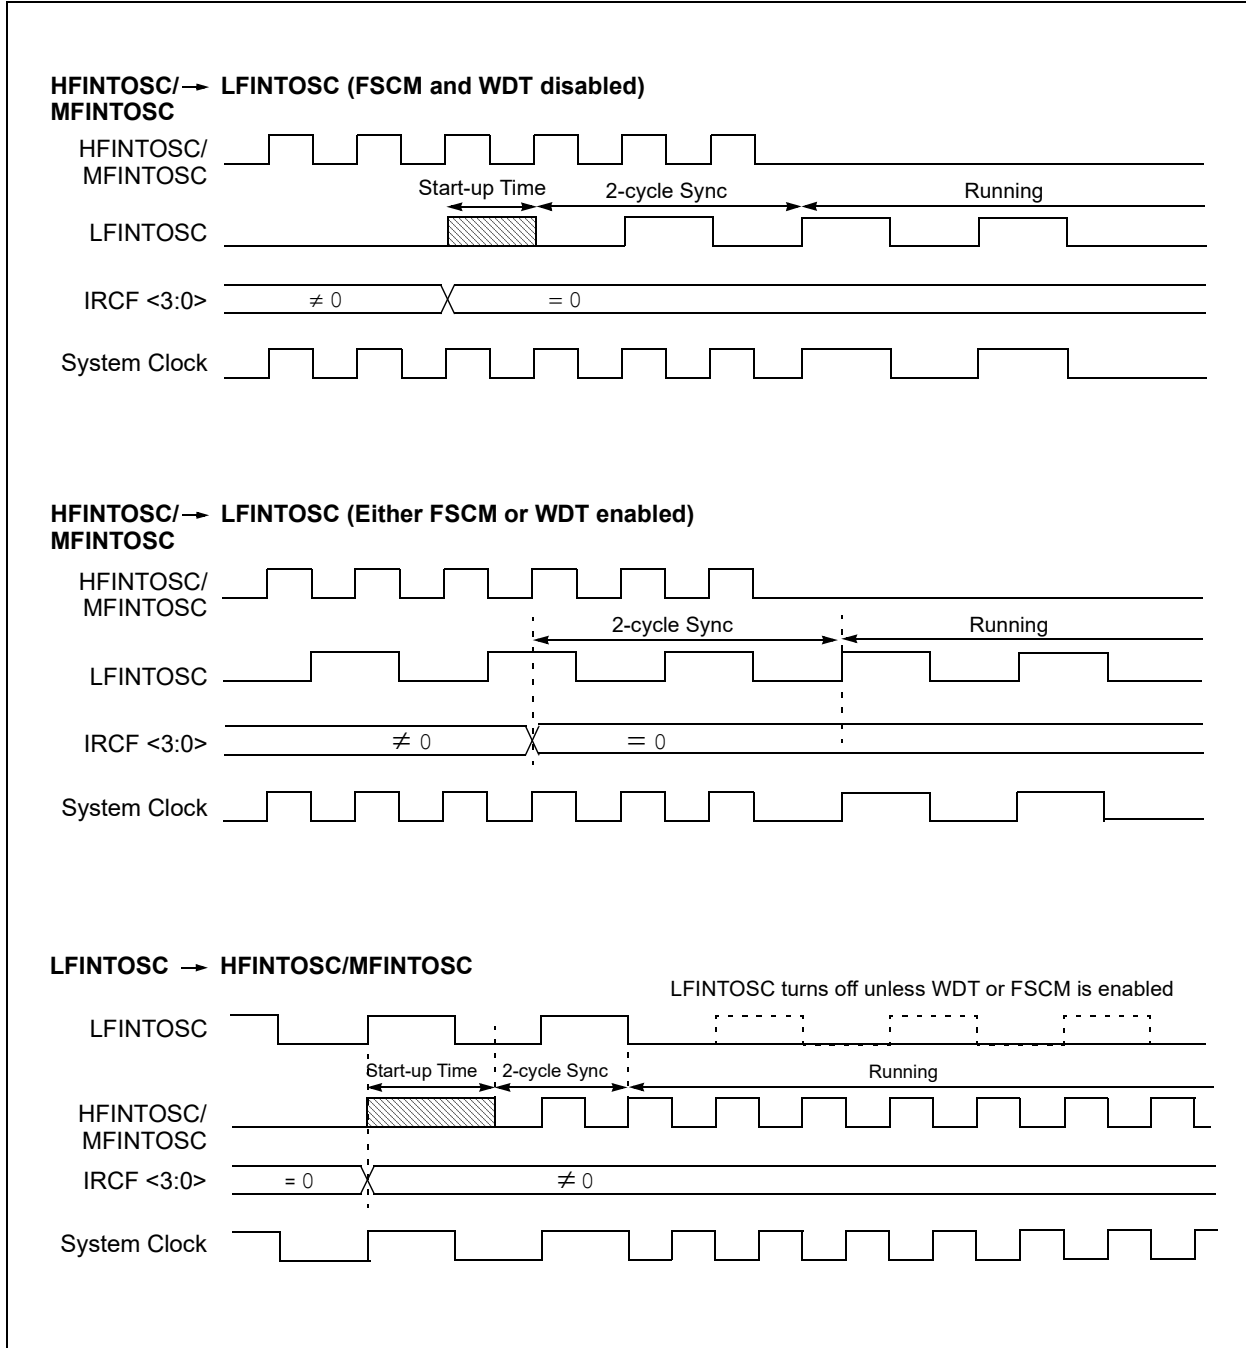 HFINTOSC/→ LFINTOSC (FSCM and WDT disabled)
MFINTOSC
HFINTOSC/
MFINTOSC
Start-up Time 2-cycle Sync Running
LFINTOSC
IRCF <3:0> ≠ 0 = 0
System Clock
HFINTOSC/→ LFINTOSC (Either FSCM or WDT enabled)
MFINTOSC
HFINTOSC/
MFINTOSC
2-cycle Sync Running
LFINTOSC
IRCF <3:0> ≠ 0 = 0
System Clock
LFINTOSC → HFINTOSC/MFINTOSC
LFINTOSC turns off unless WDT or FSCM is enabled
LFINTOSC
Start-up Time 2-cycle Sync Running
HFINTOSC/
MFINTOSC
IRCF <3:0> = 0 ≠ 0
System Clock